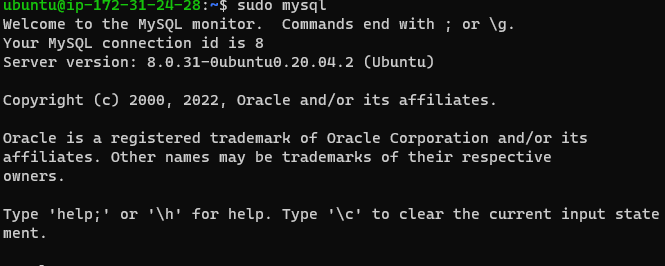 ubuntu@ip-172-31-24-28:~$ sudo mysql
Welcome to the MySQL monitor.  Commands end with ; or \g.
Your MySQL connection id is 8
Server version: 8.0.31-0ubuntu0.20.04.2 (Ubuntu)
Copyright (c) 2000, 2022, Oracle and/or its affiliates.
Oracle is a registered trademark of Oracle Corporation and/or its
affiliates. Other names may be trademarks of their respective
owners.
Type 'help;' or '\h' for help. Type '\c' to clear the current input state
ment.